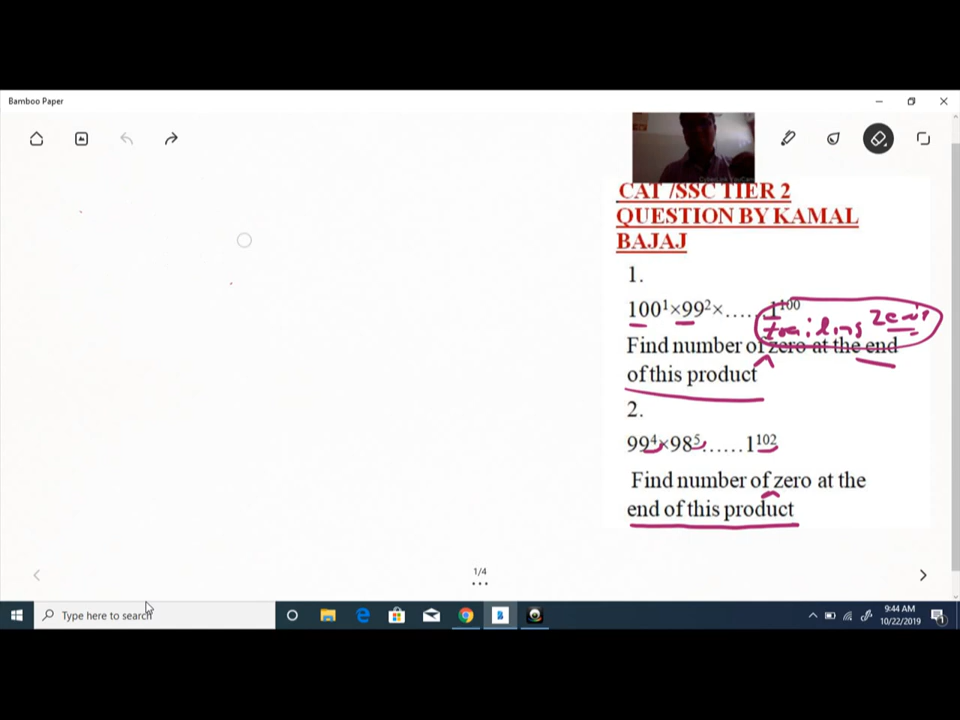 Bamboo Paper
CAT /SSC TIER 2
QUESTION BY KAMAL
BAJAJ
1.
100¹×99²×…..1¹⁰⁰
trailing Zeros
Find number of zero at the end
of this product
2.
99⁴×98⁵……1¹⁰²
Find number of zero at the
end of this product
1/4
Type here to search
9:44 AM
10/22/2019